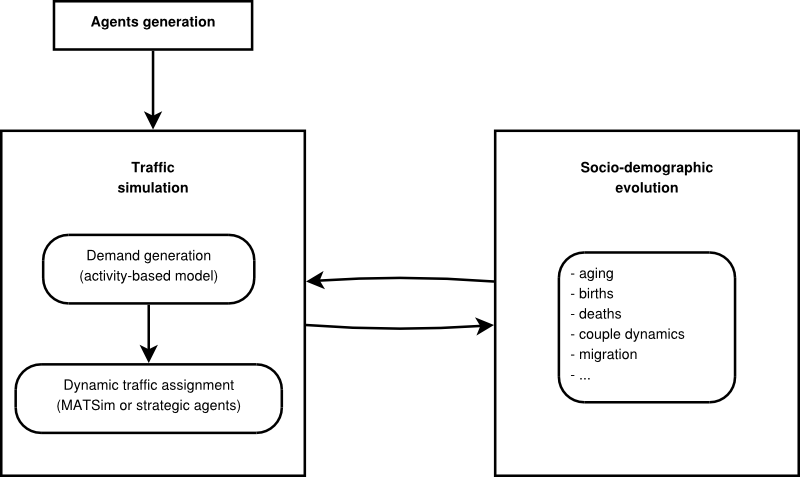 Agents generation
Traffic
simulation
Demand generation
(activity-based model)
Dynamic traffic assignment
(MATSim or strategic agents)
Socio-demographic
evolution
- aging
- births
- deaths
- couple dynamics
- migration
- ...